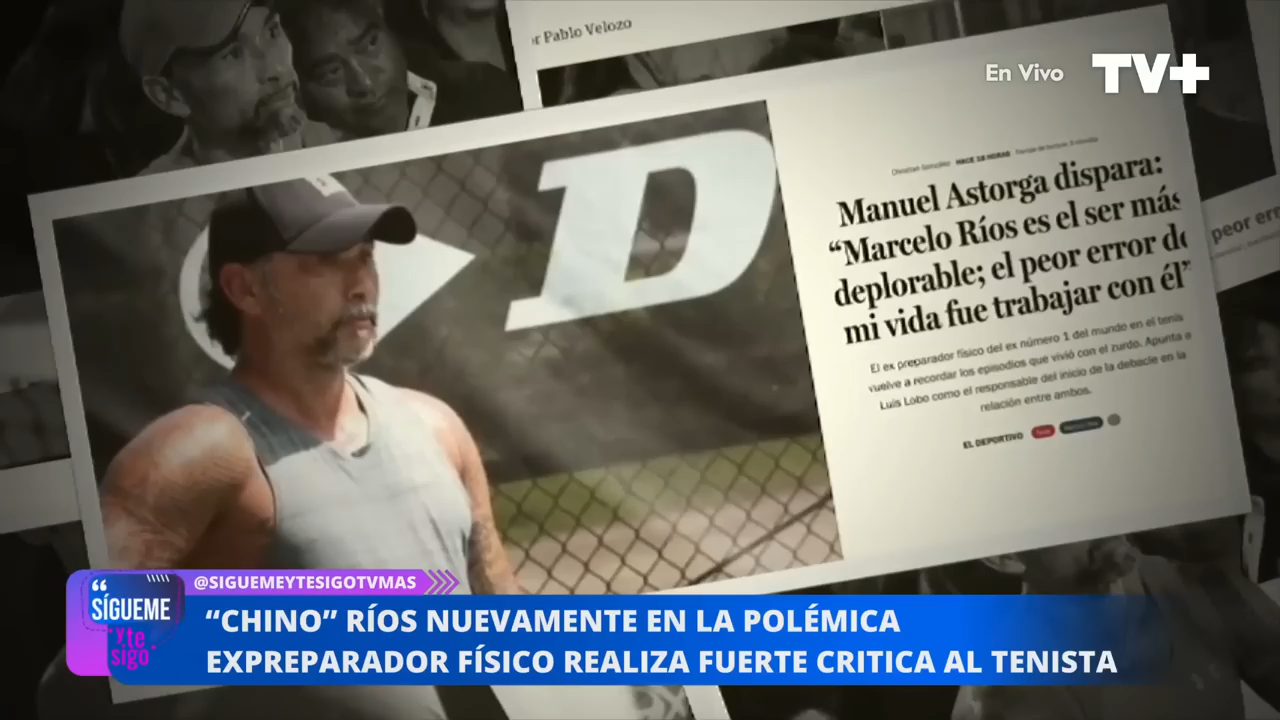 r Pablo Velozo
En Vivo TV+
HACE 18 HORAS
Manuel Astorga dispara:
“Marcelo Ríos es el ser más
deplorable; el peor error de
mi vida fue trabajar con él”
El ex preparador físico del ex número 1 del mundo en el tenis
vuelve a recordar los episodios que vivió con el zurdo. Apunta a
Luis Lobo como el responsable del inicio de la debacle en la
relación entre ambos.
EL DEPORTIVO
peor err
D
@SIGUEMEYTESIGOTVMAS
“SÍGUEME
y te
sigo”
“CHINO” RÍOS NUEVAMENTE EN LA POLÉMICA
EXPREPARADOR FÍSICO REALIZA FUERTE CRITICA AL TENISTA